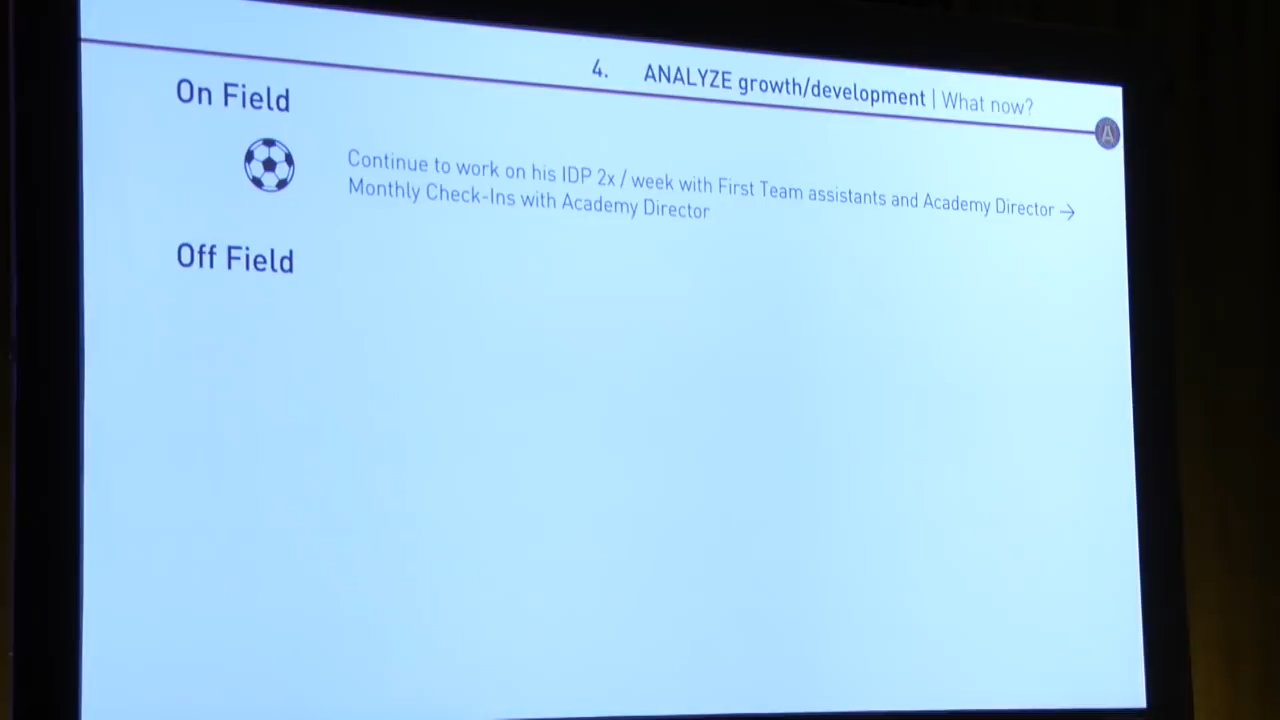 4. ANALYZE growth/development | What now?
A
On Field
Continue to work on his IDP 2x / week with First Team assistants and Academy Director →
Monthly Check-Ins with Academy Director
Off Field